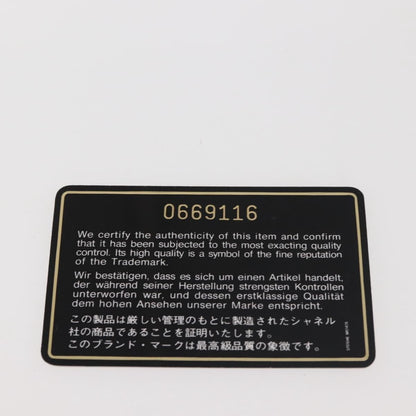 0669116
We certify the authenticity of this item and confirm
that it has been subjected to the most exacting quality
control. Its high quality is a symbol of the fine reputation
of the Trademark.
Wir bestätigen, dass es sich um einen Artikel handelt,
der während seiner Herstellung strengsten Kontrollen
unterworfen war, und dessen erstklassige Qualität
dem hohen Ansehen unserer Marke entspricht.
この製品は厳しい管理のもとに製造されたシャネル
社の商品であることを証明いたします。
このブランド・マークは最高級品質の象徴です。